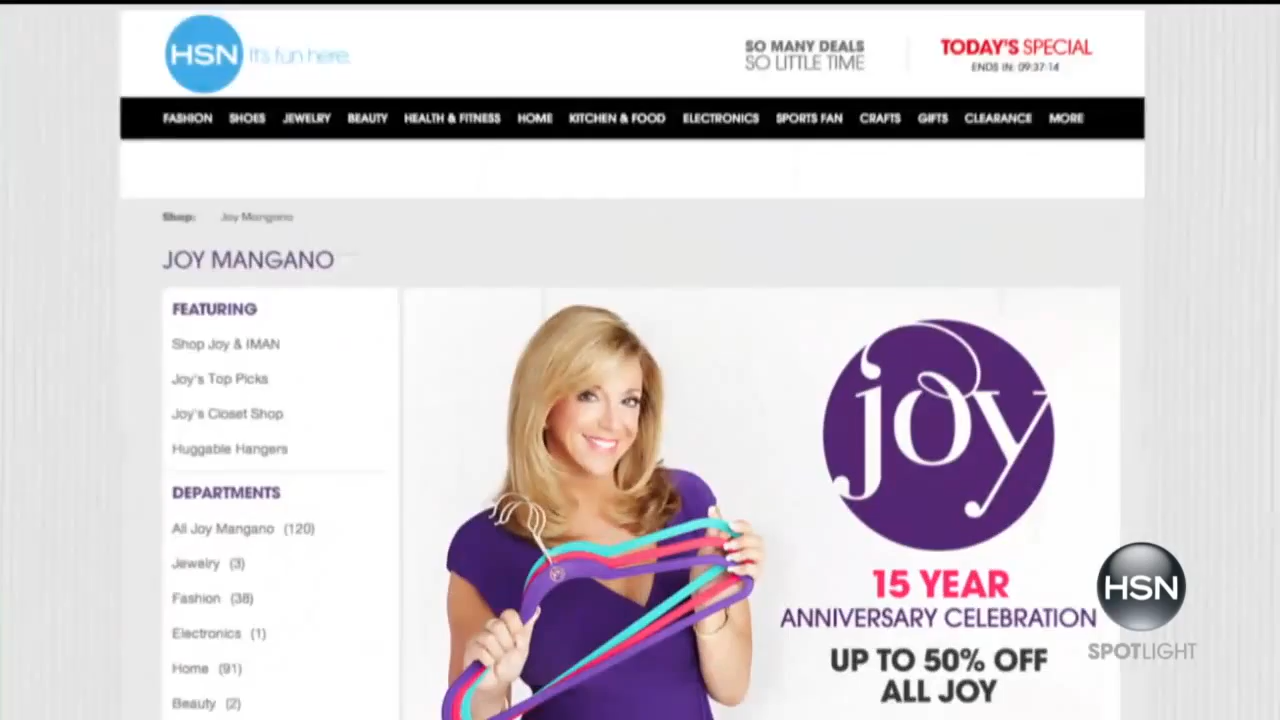 HSN It's fun here.
SO MANY DEALS
SO LITTLE TIME
TODAY'S SPECIAL
ENDS IN: 09:37:14
FASHION SHOES JEWELRY BEAUTY HEALTH & FITNESS HOME KITCHEN & FOOD ELECTRONICS SPORTS FAN CRAFTS GIFTS CLEARANCE MORE
Shop: Joy Mangano
JOY MANGANO
FEATURING
Shop Joy & IMAN
Joy's Top Picks
Joy's Closet Shop
Huggable Hangers
DEPARTMENTS
All Joy Mangano (120)
Jewelry (3)
Fashion (38)
Electronics (1)
Home (91)
Beauty (2)
joy
15 YEAR
ANNIVERSARY CELEBRATION
UP TO 50% OFF
ALL JOY
HSN
SPOTLIGHT